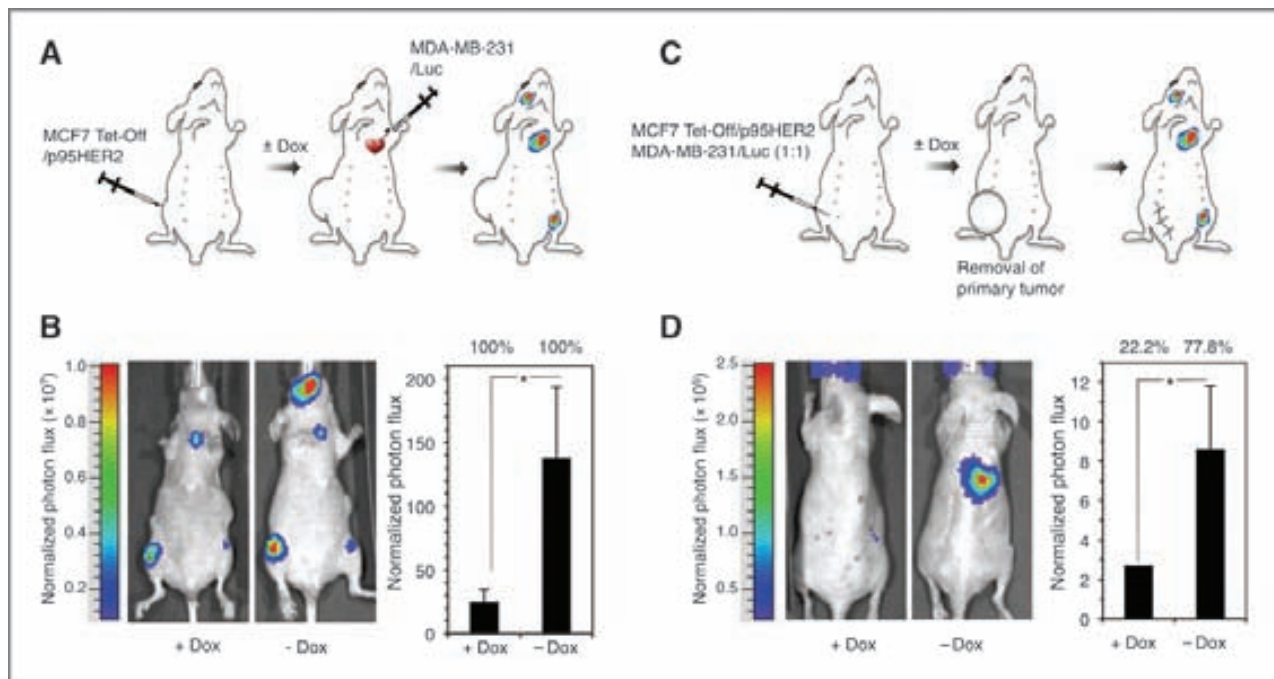 A
MDA-MB-231
/Luc
MCF7 Tet-Off
/p95HER2
± Dox
C
MCF7 Tet-Off/p95HER2
MDA-MB-231/Luc (1:1)
± Dox
Removal of
primary tumor
B
Normalized photon flux (× 10⁷)
1.0
0.8
0.6
0.4
0.2
+ Dox
- Dox
100% 100%
*
Normalized photon flux
200
150
100
50
0
+ Dox
– Dox
D
2.5
2.0
1.5
1.0
0.5
+ Dox
–Dox
22.2% 77.8%
*
Normalized photon flux
12
10
8
6
4
2
0
+ Dox
– Dox